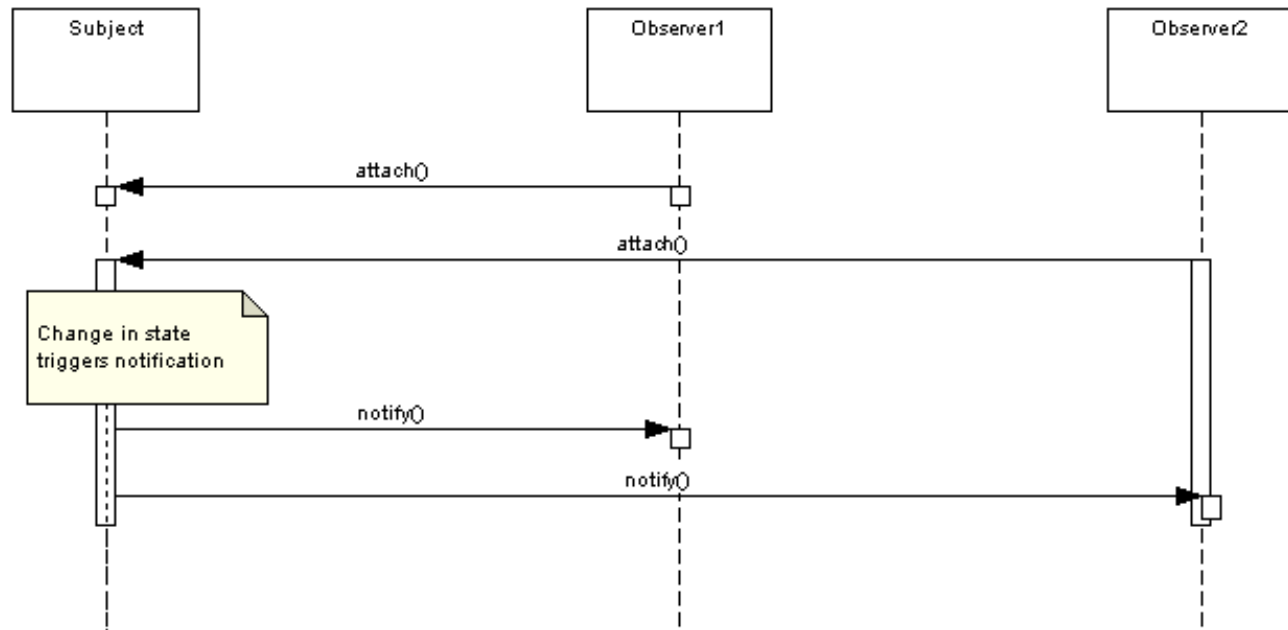 Subject
Observer1
Observer2
attach()
attach()
Change in state
triggers notification
notify()
notify()